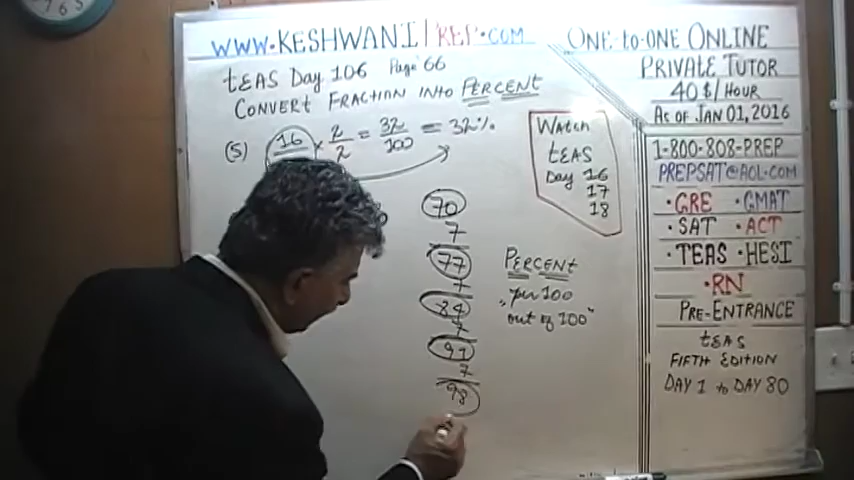 WWW.KESHWANI/KEP.COM
TEAS DAY 106 Page 66
CONVERT FRACTION INTO PERCENT
(5) 16 × 2/2 = 32/100 = 32%
70
7
77
7
84
7
91
7
98
WATCH
TEAS
DAY 16
17
18
PERCENT
"per 100
out of 100"
ONE-to-ONE ONLINE
PRIVATE TUTOR
40 $/HOUR
AS OF JAN 01, 2016
1-800-808-PREP
PREPSAT@AOL.COM
• GRE • GMAT
• SAT • ACT
• TEAS • HESI
• RN
PRE-ENTRANCE
TEAS
FIFTH EDITION
DAY 1 to DAY 80